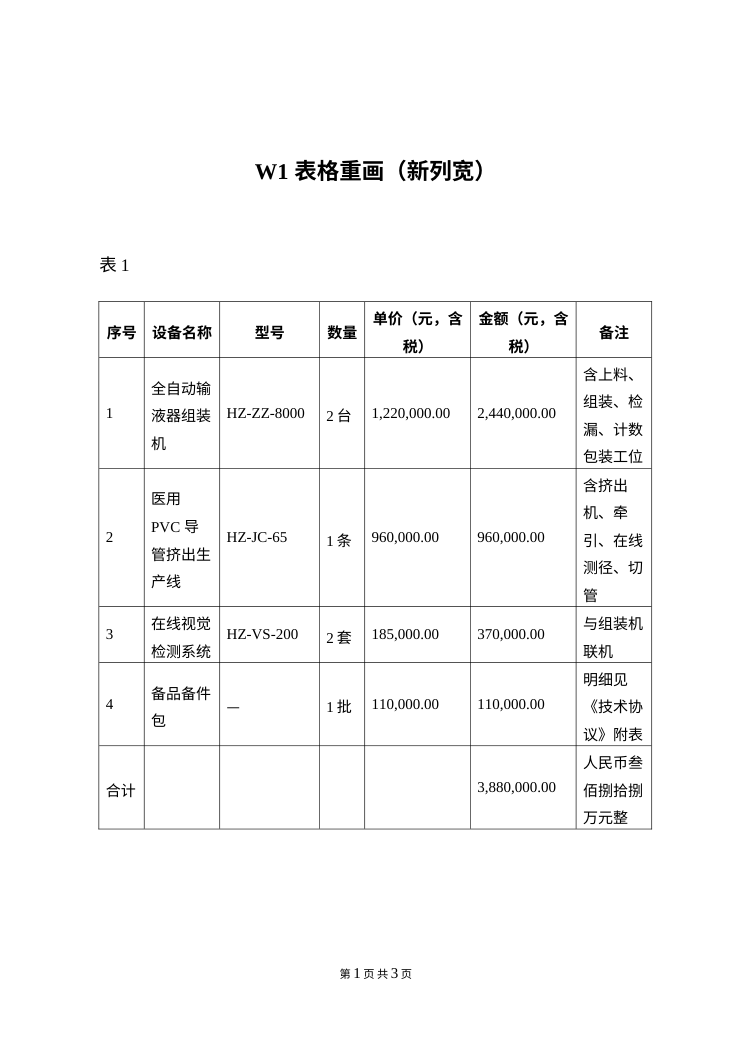 W1 表格重画（新列宽）
表 1
序号 设备名称 型号 数量 单价（元，含税） 金额（元，含税） 备注
1 全自动输液器组装机 HZ-ZZ-8000 2 台 1,220,000.00 2,440,000.00 含上料、组装、检漏、计数包装工位
2 医用 PVC 导管挤出生产线 HZ-JC-65 1 条 960,000.00 960,000.00 含挤出机、牵引、在线测径、切管
3 在线视觉检测系统 HZ-VS-200 2 套 185,000.00 370,000.00 与组装机联机
4 备品备件包 — 1 批 110,000.00 110,000.00 明细见《技术协议》附表
合计 3,880,000.00 人民币叁佰捌拾捌万元整
第 1 页 共 3 页